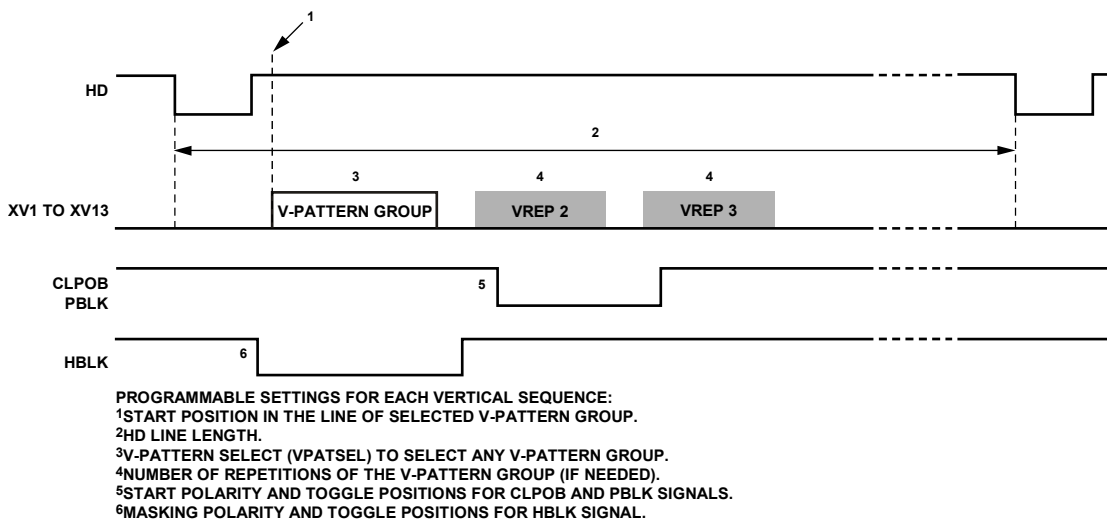 1
HD
2
3
4
4
XV1 TO XV13
V-PATTERN GROUP
VREP 2
VREP 3
CLPOB
PBLK
5
HBLK
6
PROGRAMMABLE SETTINGS FOR EACH VERTICAL SEQUENCE:
1START POSITION IN THE LINE OF SELECTED V-PATTERN GROUP.
2HD LINE LENGTH.
3V-PATTERN SELECT (VPATSEL) TO SELECT ANY V-PATTERN GROUP.
4NUMBER OF REPETITIONS OF THE V-PATTERN GROUP (IF NEEDED).
5START POLARITY AND TOGGLE POSITIONS FOR CLPOB AND PBLK SIGNALS.
6MASKING POLARITY AND TOGGLE POSITIONS FOR HBLK SIGNAL.